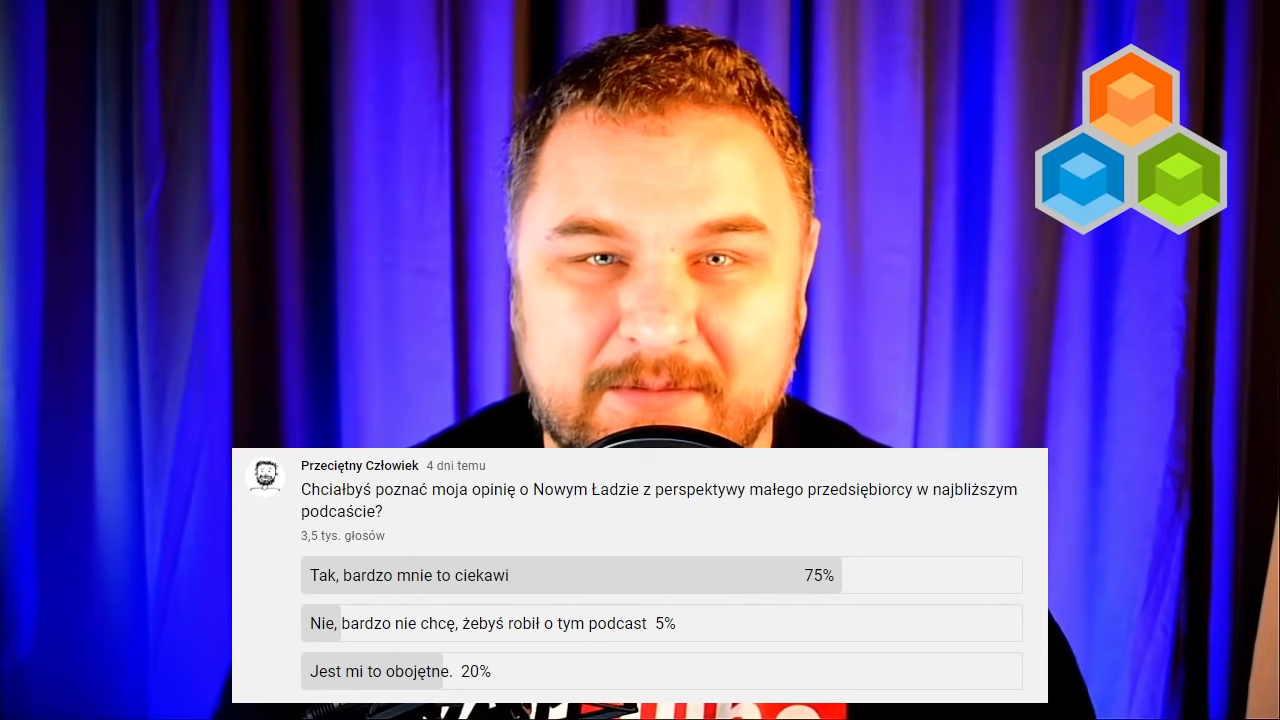 Przeciętny Człowiek 4 dni temu
Chciałbyś poznać moja opinię o Nowym Ładzie z perspektywy małego przedsiębiorcy w najbliższym
podcaście?
3,5 tys. głosów
Tak, bardzo mnie to ciekawi 75%
Nie, bardzo nie chcę, żebyś robił o tym podcast 5%
Jest mi to obojętne. 20%